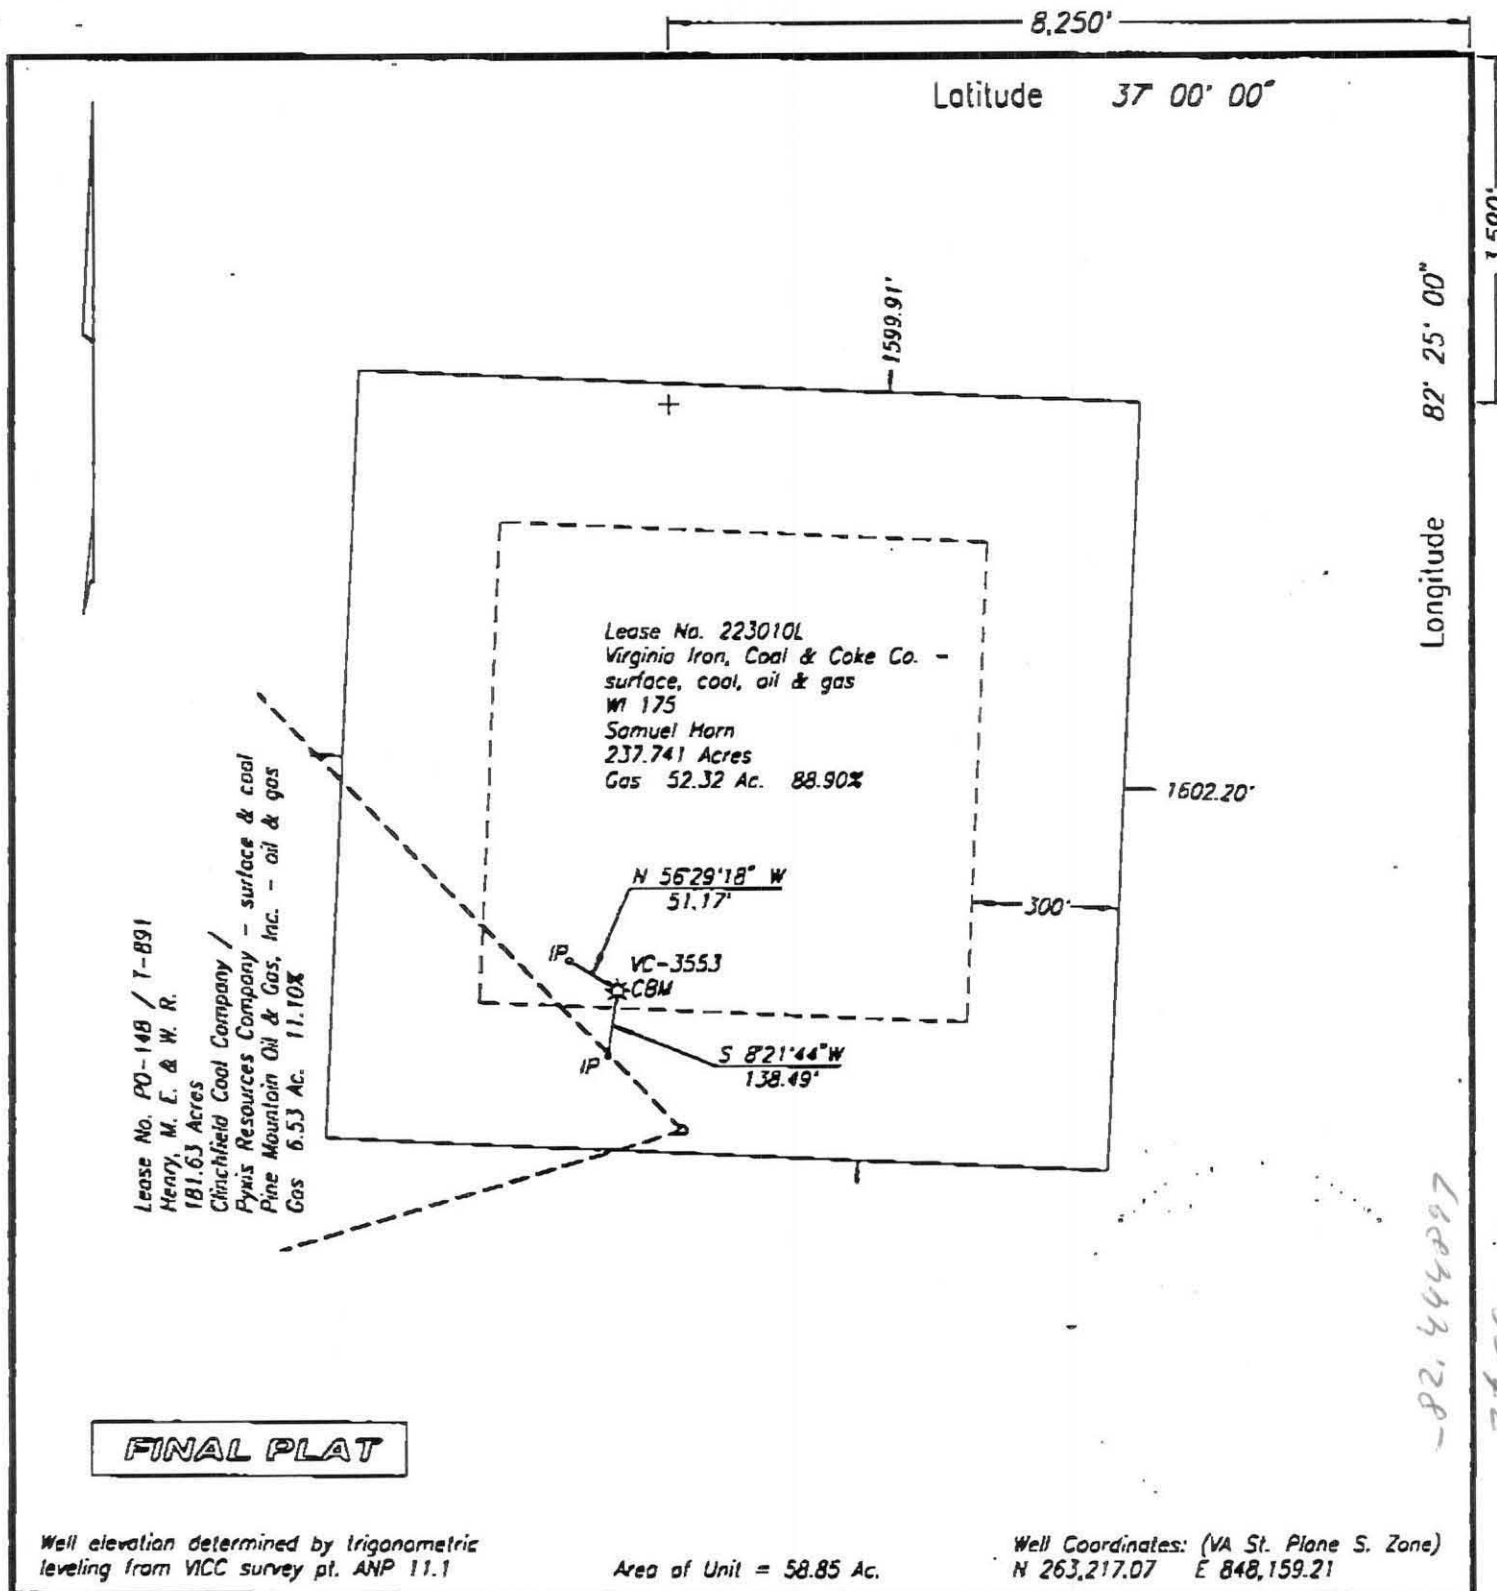 8,250'
Latitude 37° 00' 00"
1,500'
Longitude 82° 25' 00"
1599.91'
Lease No. 223010L
Virginia Iron, Coal & Coke Co. -
surface, coal, oil & gas
W1 175
Samuel Horn
237.741 Acres
Gas 52.32 Ac. 88.90%
1602.20'
300'
N 56°29'18" W
51.17'
IP
VC-3553
CBM
S 8°21'44"W
138.49'
IP
Lease No. PO-148 / T-891
Henry, M. E. & W. R.
181.63 Acres
Clinchfield Coal Company /
Pyxis Resources Company - surface & coal
Pine Mountain Oil & Gas, Inc. - oil & gas
Gas 6.53 Ac. 11.10%
-82.444897
FINAL PLAT
Well elevation determined by trigonometric
leveling from VICC survey pt. ANP 11.1
Area of Unit = 58.85 Ac.
Well Coordinates: (VA St. Plane S. Zone)
N 263,217.07 E 848,159.21